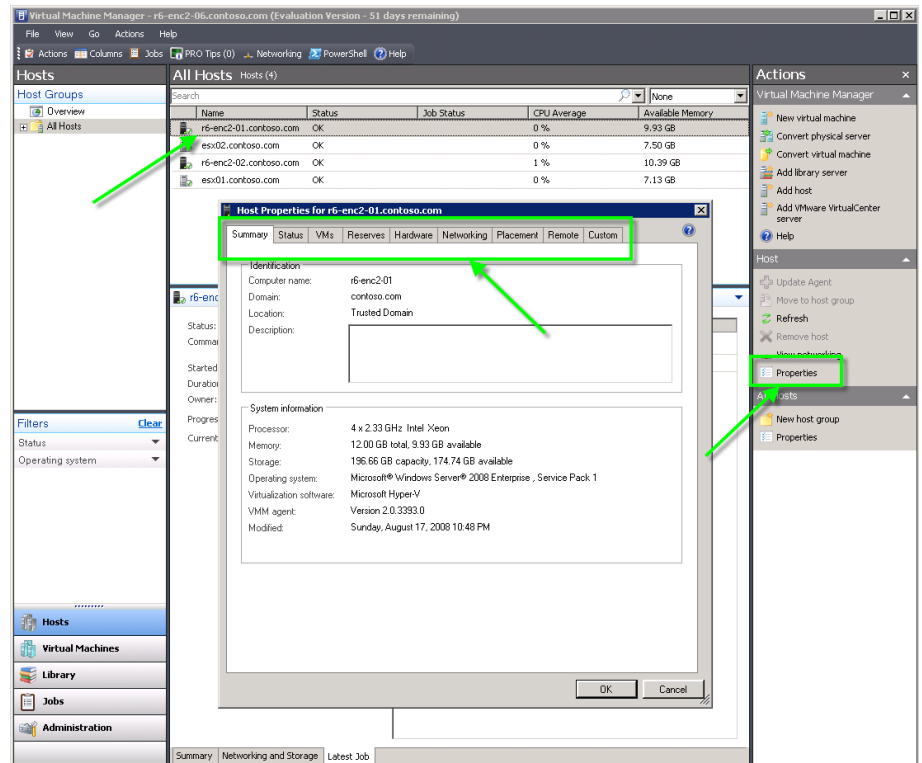 Virtual Machine Manager - r6-enc2-06.contoso.com (Evaluation Version - 51 days remaining)
File View Go Actions Help
Actions Columns Jobs PRO Tips (0) Networking PowerShell Help
Hosts
Host Groups
Overview
All Hosts
All Hosts Hosts (4)
Search None
Name Status Job Status CPU Average Available Memory
r6-enc2-01.contoso.com OK 0 % 9.93 GB
esx02.contoso.com OK 0 % 7.50 GB
r6-enc2-02.contoso.com OK 1 % 10.39 GB
esx01.contoso.com OK 0 % 7.13 GB
r6-enc
Status:
Comma
Started
Duratio
Owner:
Progres
Current
Host Properties for r6-enc2-01.contoso.com
Summary Status VMs Reserves Hardware Networking Placement Remote Custom
Identification
Computer name: r6-enc2-01
Domain: contoso.com
Location: Trusted Domain
Description:
System information
Processor: 4 x 2.33 GHz Intel Xeon
Memory: 12.00 GB total, 9.93 GB available
Storage: 196.66 GB capacity, 174.74 GB available
Operating system: Microsoft® Windows Server® 2008 Enterprise , Service Pack 1
Virtualization software: Microsoft Hyper-V
VMM agent: Version 2.0.3393.0
Modified: Sunday, August 17, 2008 10:48 PM
OK Cancel
Summary Networking and Storage Latest Job
Filters Clear
Status
Operating system
Hosts
Virtual Machines
Library
Jobs
Administration
Actions
Virtual Machine Manager
New virtual machine
Convert physical server
Convert virtual machine
Add library server
Add host
Add VMware VirtualCenter
server
Help
Host
Update Agent
Move to host group
Refresh
Remove host
View networking
Properties
New host group
Properties